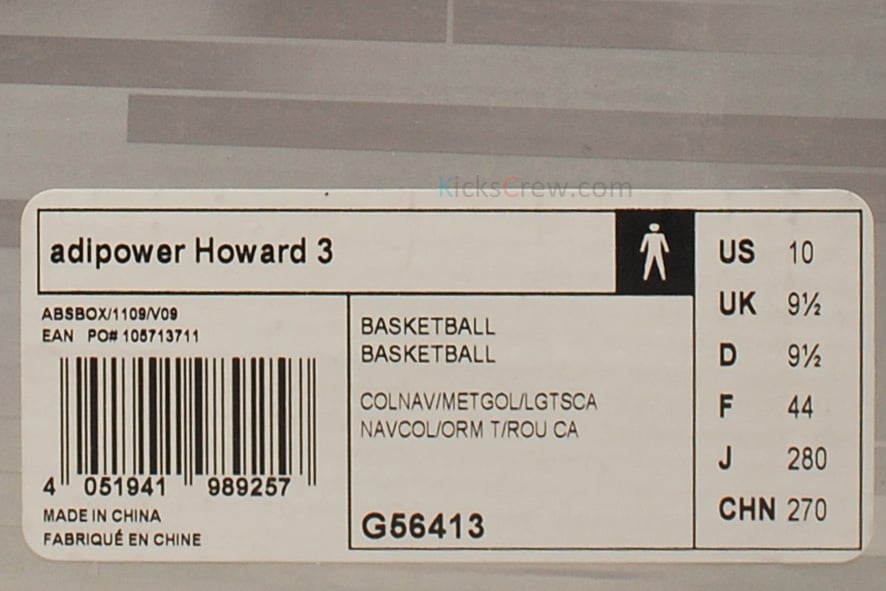 KicksCrew.com
adipower Howard 3
ABSBOX/1109/V09
EAN PO# 105713711
4 051941 989257
MADE IN CHINA
FABRIQUÉ EN CHINE
BASKETBALL
BASKETBALL
COLNAV/METGOL/LGTSCA
NAVCOL/ORM T/ROU CA
G56413
US 10
UK 9½
D 9½
F 44
J 280
CHN 270